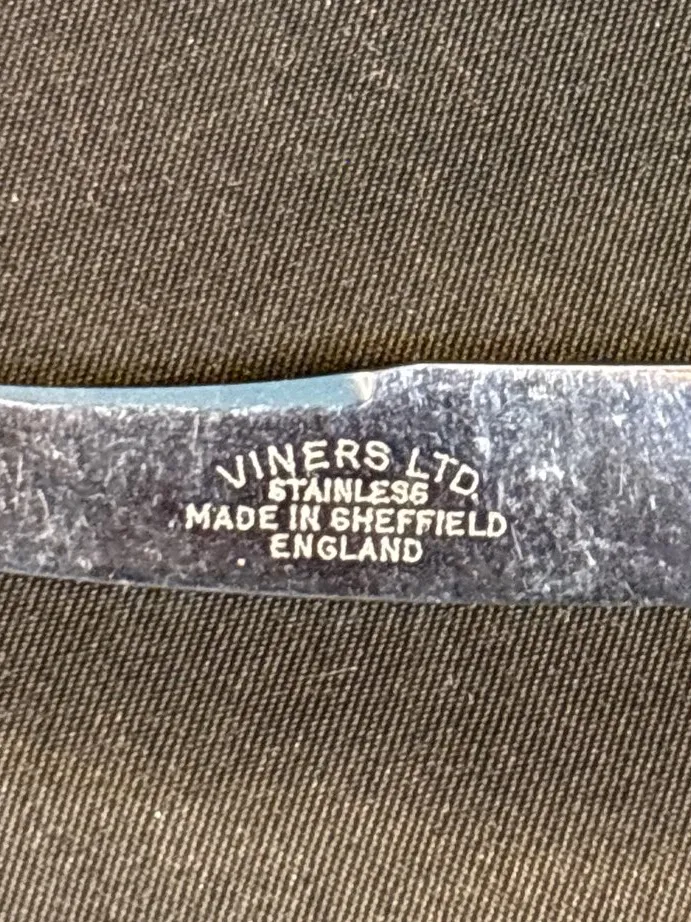 VINERS LTD.
STAINLESS
MADE IN SHEFFIELD
ENGLAND